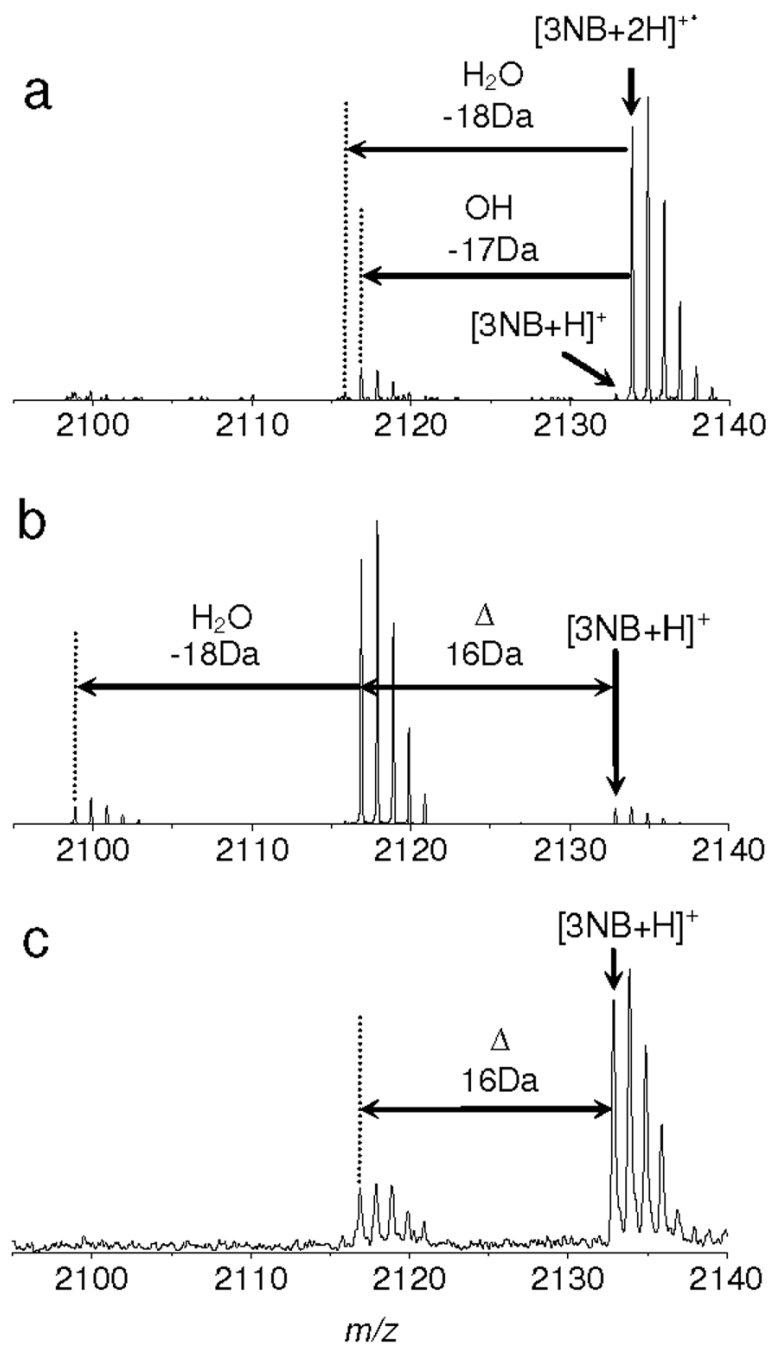 a
[3NB+2H]⁺•
H₂O
-18Da
OH
-17Da
[3NB+H]⁺
2100 2110 2120 2130 2140
b
H₂O
-18Da
Δ
16Da
[3NB+H]⁺
2100 2110 2120 2130 2140
c
[3NB+H]⁺
Δ
16Da
2100 2110 2120 2130 2140
m/z